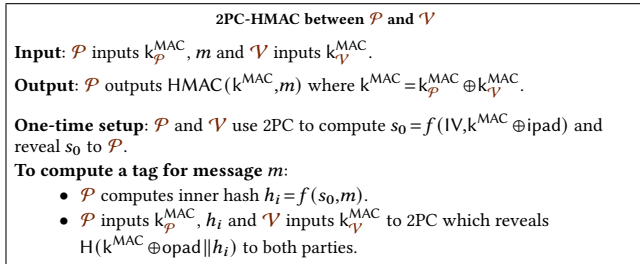 2PC-HMAC between 𝒫 and 𝒱
Input: 𝒫 inputs k_𝒫^MAC, m and 𝒱 inputs k_𝒱^MAC.
Output: 𝒫 outputs HMAC(k^MAC,m) where k^MAC=k_𝒫^MAC⊕k_𝒱^MAC.
One-time setup: 𝒫 and 𝒱 use 2PC to compute s₀=f(IV,k^MAC⊕ipad) and
reveal s₀ to 𝒫.
To compute a tag for message m:
• 𝒫 computes inner hash h_i=f(s₀,m).
• 𝒫 inputs k_𝒫^MAC, h_i and 𝒱 inputs k_𝒱^MAC to 2PC which reveals
H(k^MAC⊕opad‖h_i) to both parties.